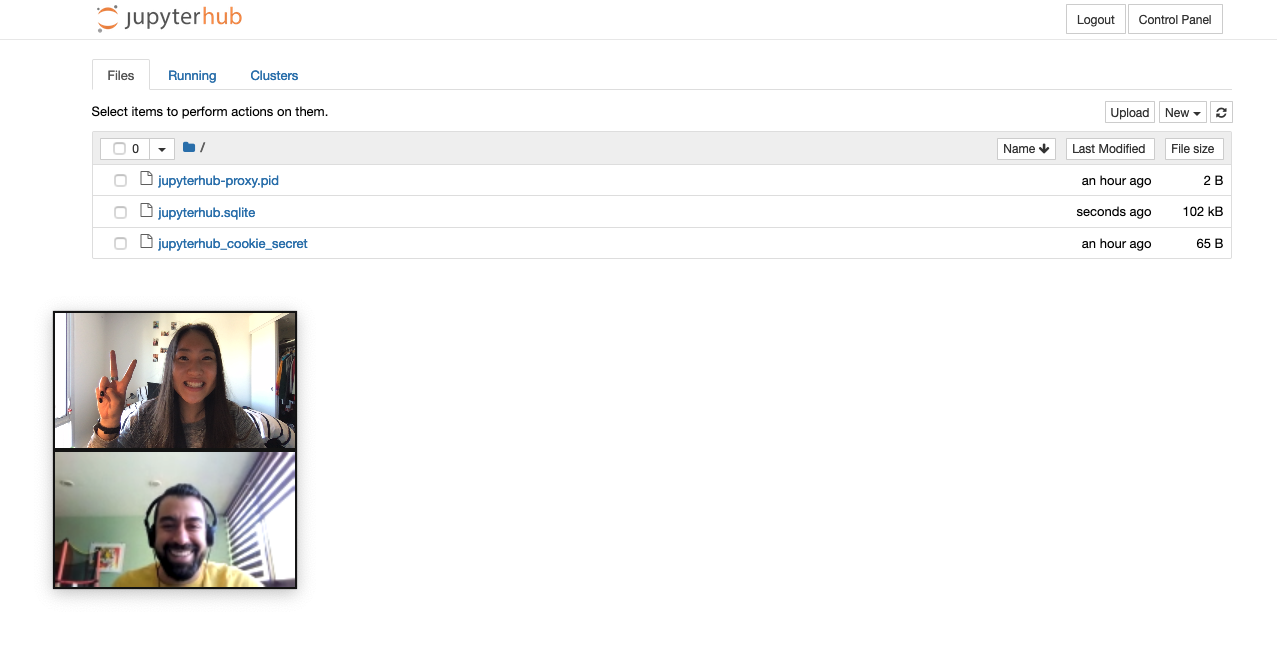 jupyterhub Logout Control Panel
Files Running Clusters
Select items to perform actions on them. Upload New
0 / Name Last Modified File size
jupyterhub-proxy.pid an hour ago 2 B
jupyterhub.sqlite seconds ago 102 kB
jupyterhub_cookie_secret an hour ago 65 B